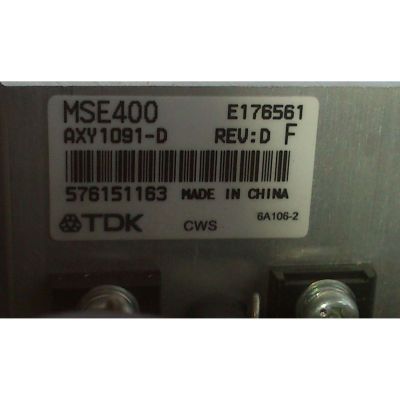 MSE400 E176561
AXY1091-D REV:D F
576151163 MADE IN CHINA
TDK CWS 6A106-2